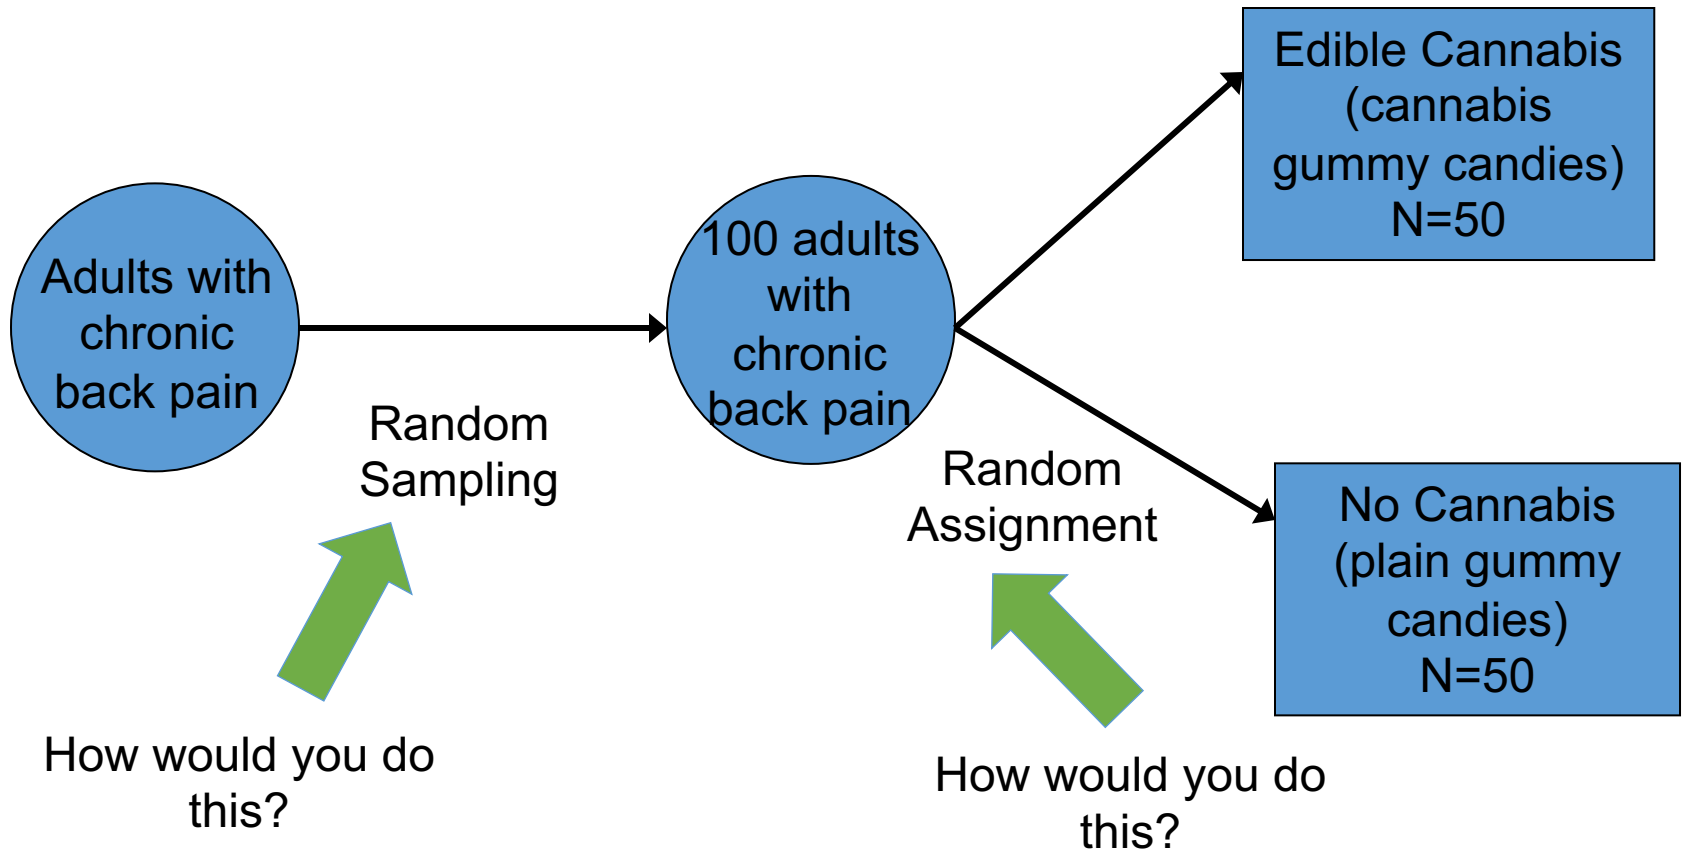 Adults with
chronic
back pain
Random
Sampling
How would you do
this?
100 adults
with
chronic
back pain
Random
Assignment
How would you do
this?
Edible Cannabis
(cannabis
gummy candies)
N=50
No Cannabis
(plain gummy
candies)
N=50